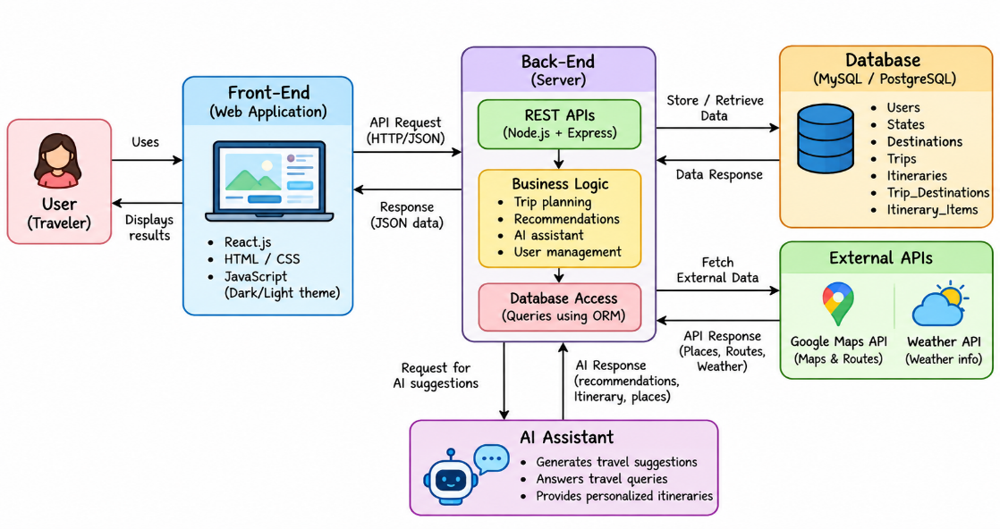 User
(Traveler)
Uses
Displays
results
Front-End
(Web Application)
• React.js
• HTML / CSS
• JavaScript
(Dark/Light theme)
API Request
(HTTP/JSON)
Response
(JSON data)
Back-End
(Server)
REST APIs
(Node.js + Express)
Business Logic
• Trip planning
• Recommendations
• AI assistant
• User management
Database Access
(Queries using ORM)
Store / Retrieve
Data
Data Response
Database
(MySQL / PostgreSQL)
• Users
• States
• Destinations
• Trips
• Itineraries
• Trip_Destinations
• Itinerary_Items
Fetch
External Data
API Response
(Places, Routes,
Weather)
External APIs
Google Maps API
(Maps & Routes)
Weather API
(Weather info)
Request for
AI suggestions
AI Response
(recommendations,
Itinerary, places)
AI Assistant
• Generates travel suggestions
• Answers travel queries
• Provides personalized itineraries